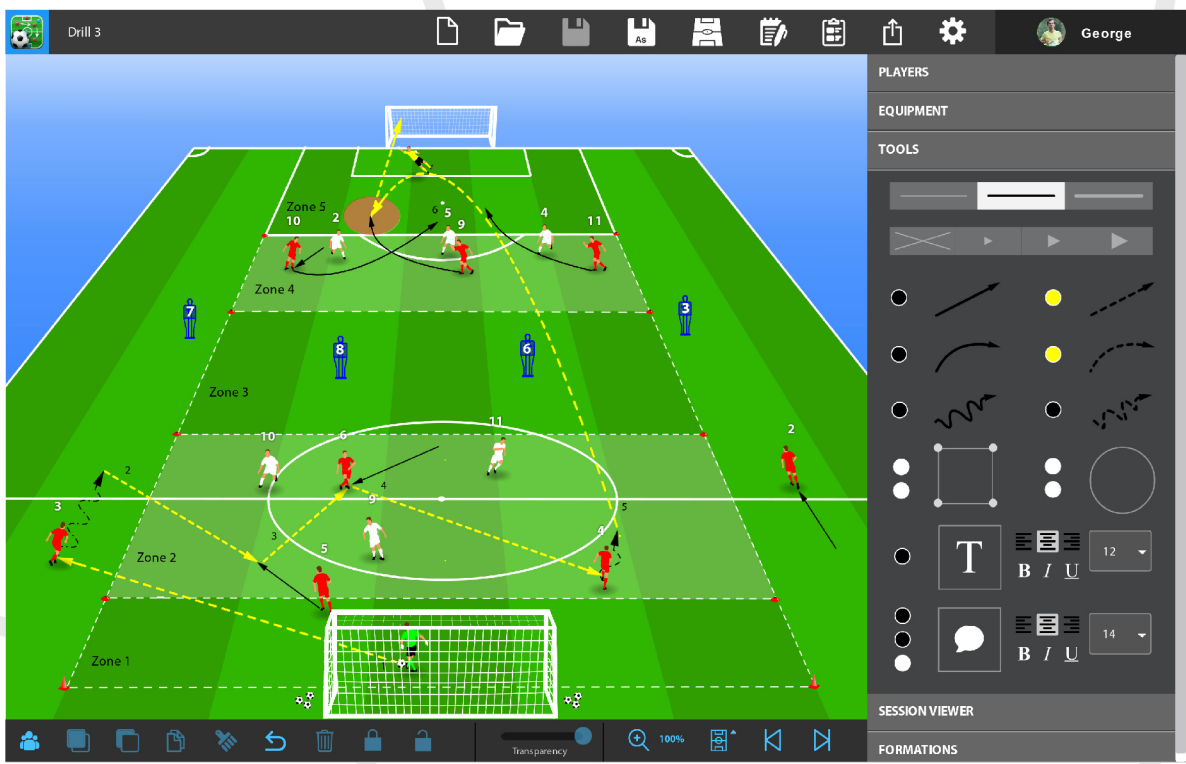 Drill 3
As
George
PLAYERS
EQUIPMENT
TOOLS
Zone 5
10
2
6
5
9
4
11
Zone 4
7
3
8
6
Zone 3
10
6
11
2
2
4
9
5
3
3
5
4
Zone 2
Zone 1
1
T
B I U
12
B I U
14
SESSION VIEWER
FORMATIONS
Transparency
100%